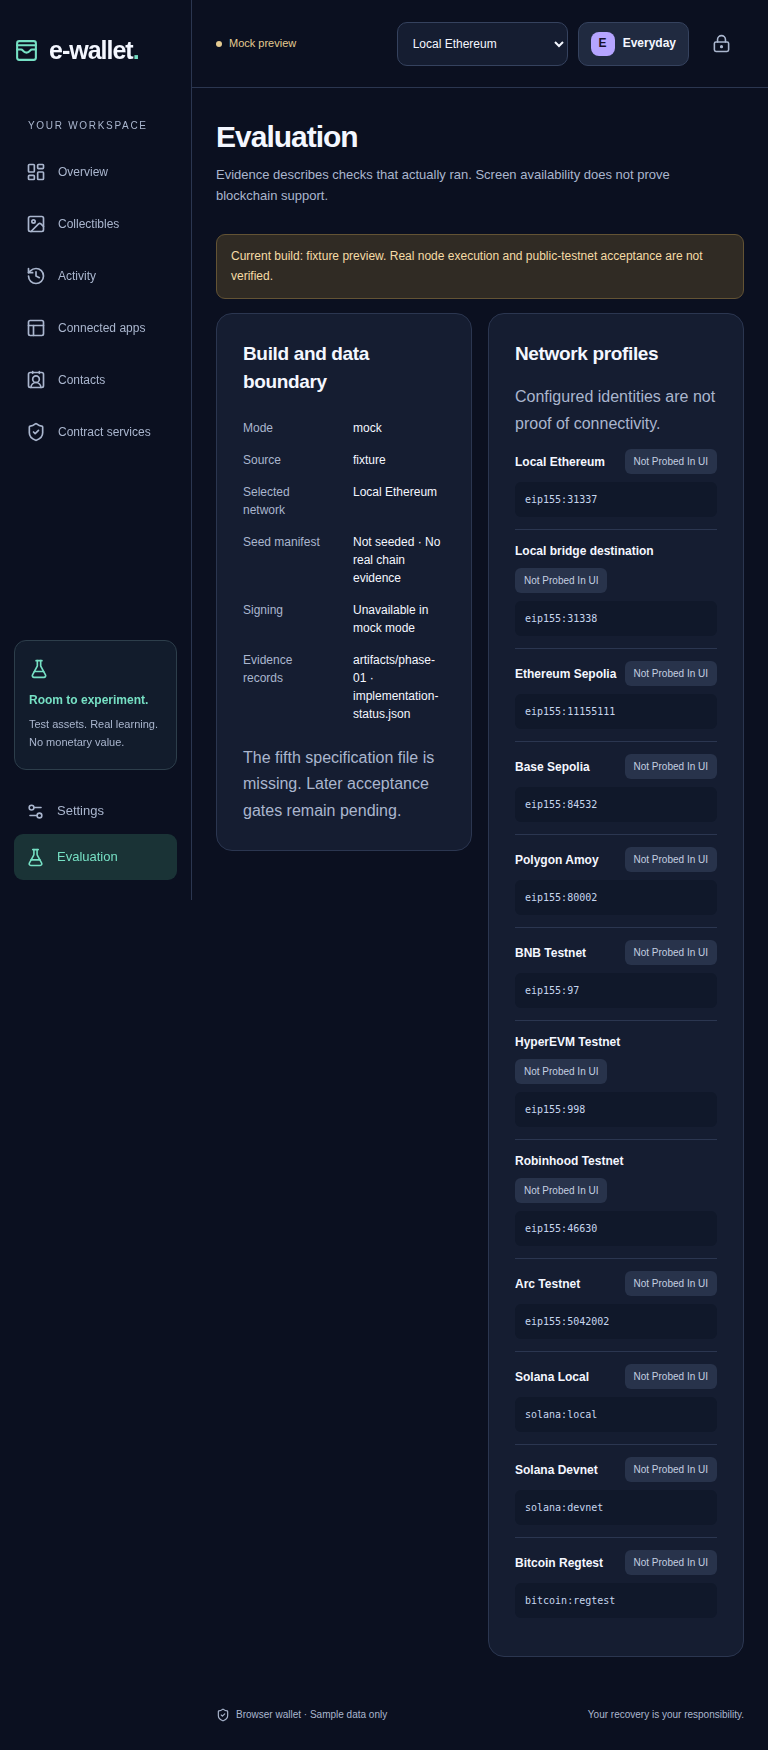 e-wallet.
YOUR WORKSPACE
Overview
Collectibles
Activity
Connected apps
Contacts
Contract services
Room to experiment.
Test assets. Real learning.
No monetary value.
Settings
Evaluation
Mock preview
Local Ethereum
E
Everyday
Evaluation
Evidence describes checks that actually ran. Screen availability does not prove
blockchain support.
Current build: fixture preview. Real node execution and public-testnet acceptance are not
verified.
Build and data
boundary
Mode
mock
Source
fixture
Selected
network
Local Ethereum
Seed manifest
Not seeded · No
real chain
evidence
Signing
Unavailable in
mock mode
Evidence
records
artifacts/phase-
01 ·
implementation-
status.json
The fifth specification file is
missing. Later acceptance
gates remain pending.
Network profiles
Configured identities are not
proof of connectivity.
Local Ethereum
Not Probed In UI
eip155:31337
Local bridge destination
Not Probed In UI
eip155:31338
Ethereum Sepolia
Not Probed In UI
eip155:11155111
Base Sepolia
Not Probed In UI
eip155:84532
Polygon Amoy
Not Probed In UI
eip155:80002
BNB Testnet
Not Probed In UI
eip155:97
HyperEVM Testnet
Not Probed In UI
eip155:998
Robinhood Testnet
Not Probed In UI
eip155:46630
Arc Testnet
Not Probed In UI
eip155:5042002
Solana Local
Not Probed In UI
solana:local
Solana Devnet
Not Probed In UI
solana:devnet
Bitcoin Regtest
Not Probed In UI
bitcoin:regtest
Browser wallet · Sample data only
Your recovery is your responsibility.